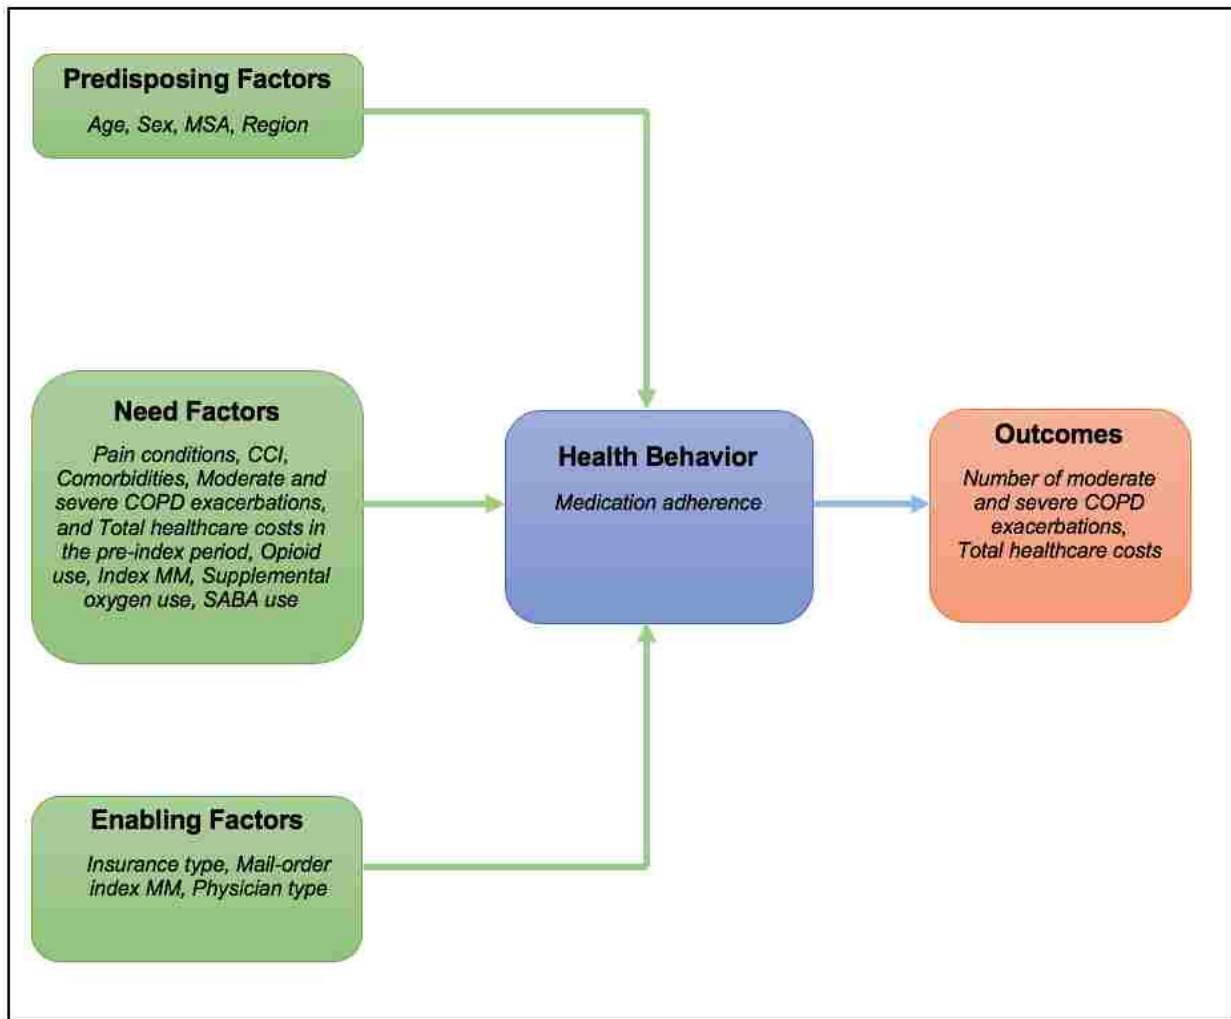 Predisposing Factors
Age, Sex, MSA, Region
Need Factors
Pain conditions, CCI,
Comorbidities, Moderate and
severe COPD exacerbations,
and Total healthcare costs in
the pre-index period, Opioid
use, Index MM, Supplemental
oxygen use, SABA use
Health Behavior
Medication adherence
Outcomes
Number of moderate
and severe COPD
exacerbations,
Total healthcare costs
Enabling Factors
Insurance type, Mail-order
index MM, Physician type